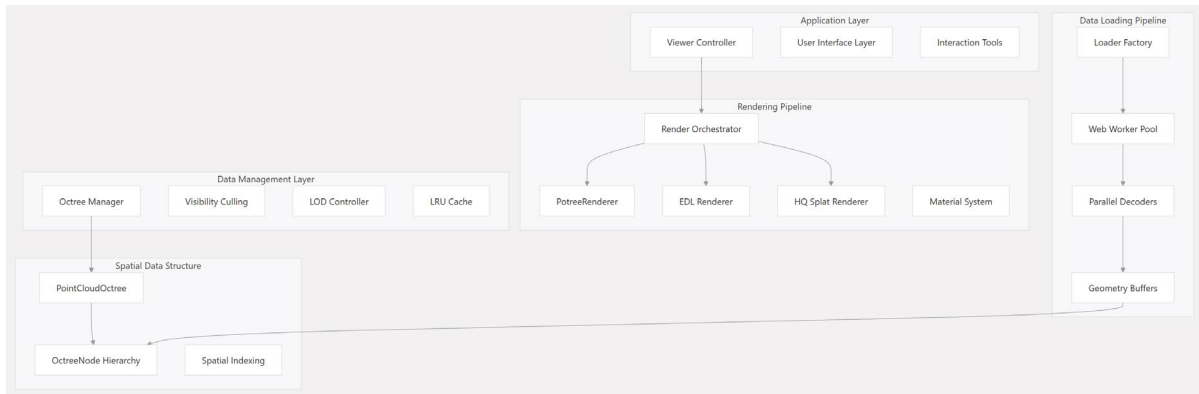 Application Layer
Viewer Controller
User Interface Layer
Interaction Tools
Data Loading Pipeline
Loader Factory
Web Worker Pool
Parallel Decoders
Geometry Buffers
Rendering Pipeline
Render Orchestrator
PotreeRenderer
EDL Renderer
HQ Splat Renderer
Material System
Data Management Layer
Octree Manager
Visibility Culling
LOD Controller
LRU Cache
Spatial Data Structure
PointCloudOctree
OctreeNode Hierarchy
Spatial Indexing